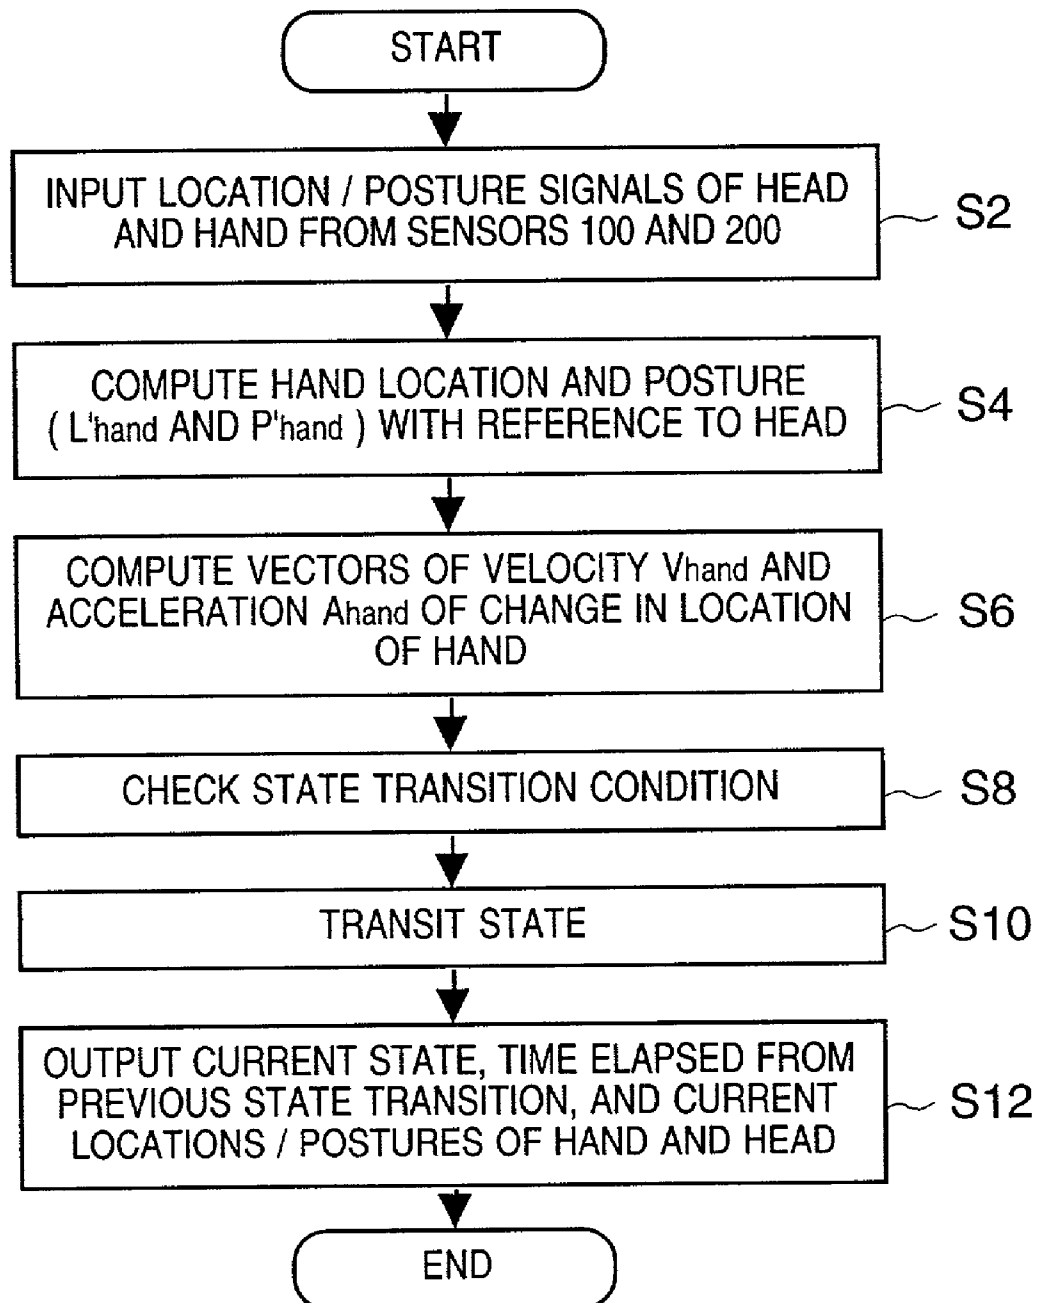 START
INPUT LOCATION / POSTURE SIGNALS OF HEAD
AND HAND FROM SENSORS 100 AND 200
S2
COMPUTE HAND LOCATION AND POSTURE
( L'hand AND P'hand ) WITH REFERENCE TO HEAD
S4
COMPUTE VECTORS OF VELOCITY Vhand AND
ACCELERATION Ahand OF CHANGE IN LOCATION
OF HAND
S6
CHECK STATE TRANSITION CONDITION
S8
TRANSIT STATE
S10
OUTPUT CURRENT STATE, TIME ELAPSED FROM
PREVIOUS STATE TRANSITION, AND CURRENT
LOCATIONS / POSTURES OF HAND AND HEAD
S12
END